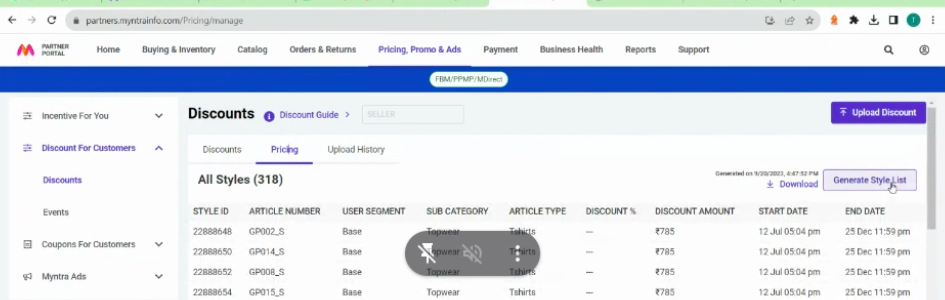 partners.myntrainfo.com/Pricing/manage
PARTNER PORTAL
Home Buying & Inventory Catalog Orders & Returns Pricing, Promo & Ads Payment Business Health Reports Support
FBM/PPMP/MDirect
Incentive For You
Discount For Customers
Discounts
Events
Coupons For Customers
Myntra Ads
Discounts Discount Guide > SELLER Upload Discount
Discounts Pricing Upload History
All Styles (318) Generated on 9/20/2023, 4:47:52 PM
Download Generate Style List
STYLE ID ARTICLE NUMBER USER SEGMENT SUB CATEGORY ARTICLE TYPE DISCOUNT % DISCOUNT AMOUNT START DATE END DATE
22888648 GP002_S Base Topwear Tshirts — ₹785 12 Jul 05:04 pm 25 Dec 11:59 pm
22888650 GP014_S Base Topwear Tshirts — ₹785 12 Jul 05:04 pm 25 Dec 11:59 pm
22888652 GP008_S Base Topwear Tshirts — ₹785 12 Jul 05:04 pm 25 Dec 11:59 pm
22888654 GP015_S Base Topwear Tshirts — ₹785 12 Jul 05:04 pm 25 Dec 11:59 pm